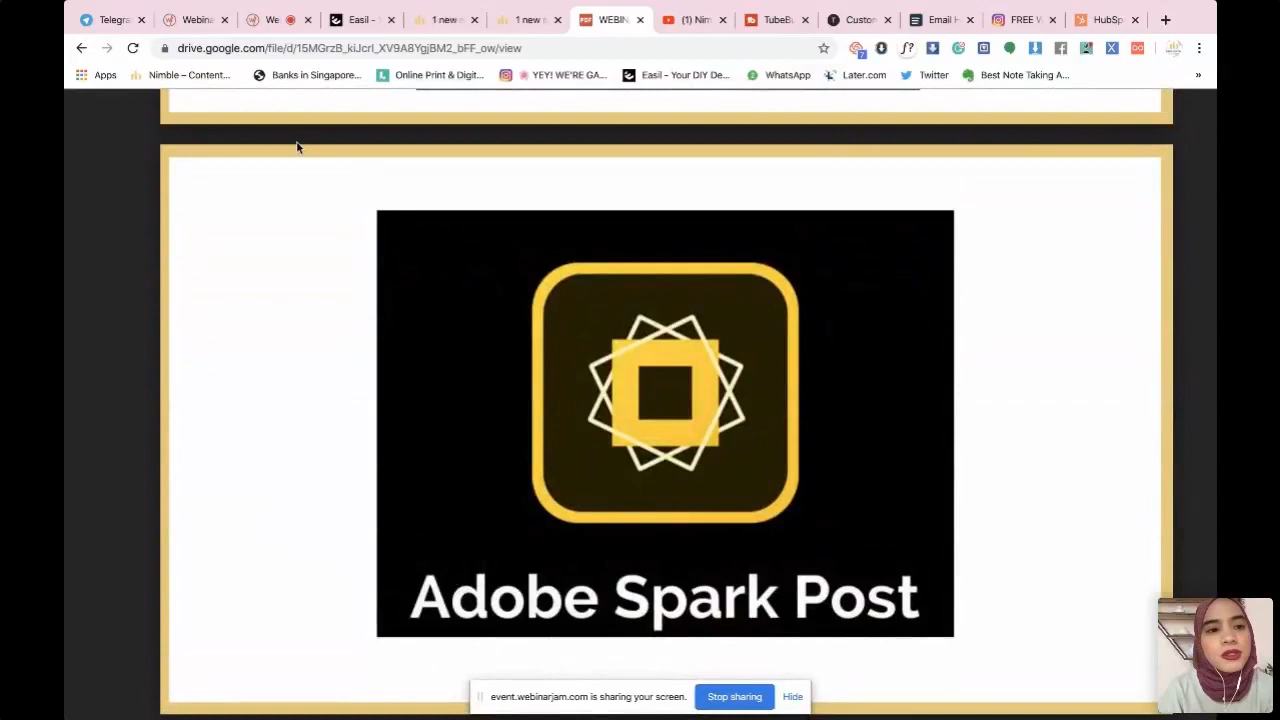 Telegra
Webina
We
Easil -
1 new
1 new
WEBIN
(1) Nim
TubeBu
Custom
Email H
FREE V
HubSp
drive.google.com/file/d/15MGrzB_kiJcrl_XV9A8YgjBM2_bFF_ow/view
Apps
Nimble – Content...
Banks in Singapore...
Online Print & Digit...
YEY! WE'RE GA...
Easil - Your DIY De...
WhatsApp
Later.com
Twitter
Best Note Taking A...
»
Adobe Spark Post
event.webinarjam.com is sharing your screen.
Stop sharing
Hide